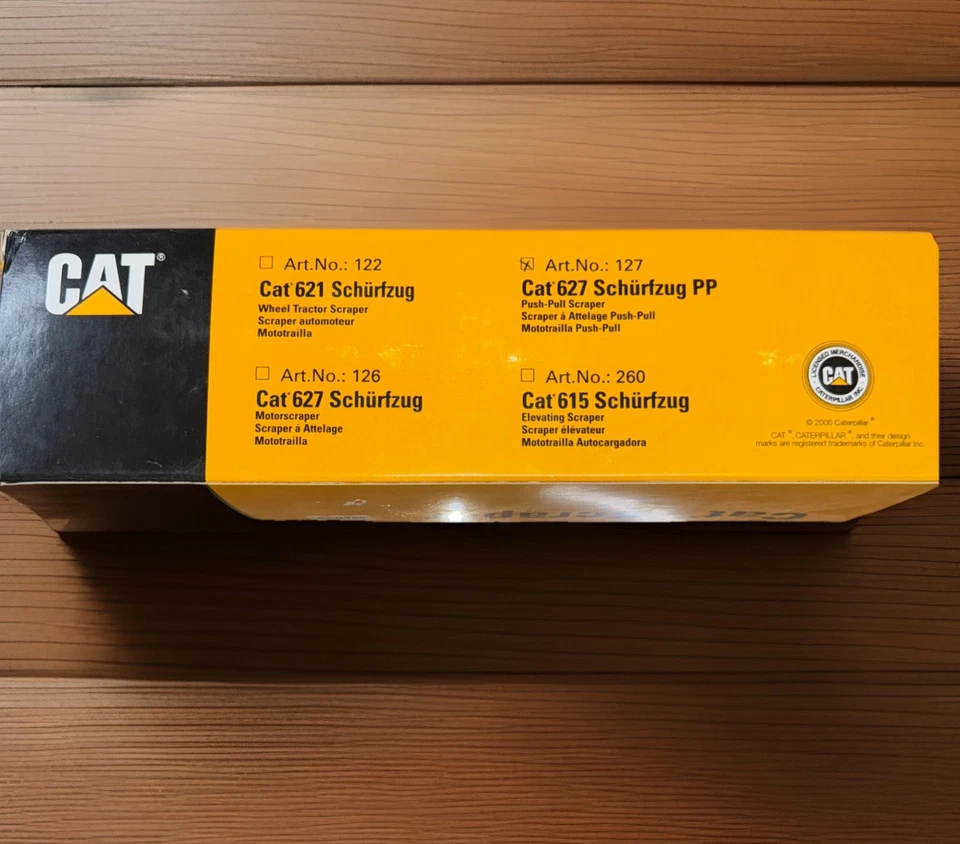 CAT®
☐ Art.No.: 122
Cat® 621 Schürfzug
Wheel Tractor Scraper
Scraper automoteur
Mototrailla
☐ Art.No.: 126
Cat® 627 Schürfzug
Motorscraper
Scraper á Attelage
Mototrailla
☒ Art.No.: 127
Cat® 627 Schürfzug PP
Push-Pull Scraper
Scraper á Attelage Push-Pull
Mototrailla Push-Pull
☐ Art.No.: 260
Cat® 615 Schürfzug
Elevating Scraper
Scraper élévateur
Mototrailla Autocargadora
LICENSED MERCHANDISE
CAT
CATERPILLAR INC.
© 2000 Caterpillar®
CAT®, CATERPILLAR®, and their design
marks are registered trademarks of Caterpillar Inc.
Cat